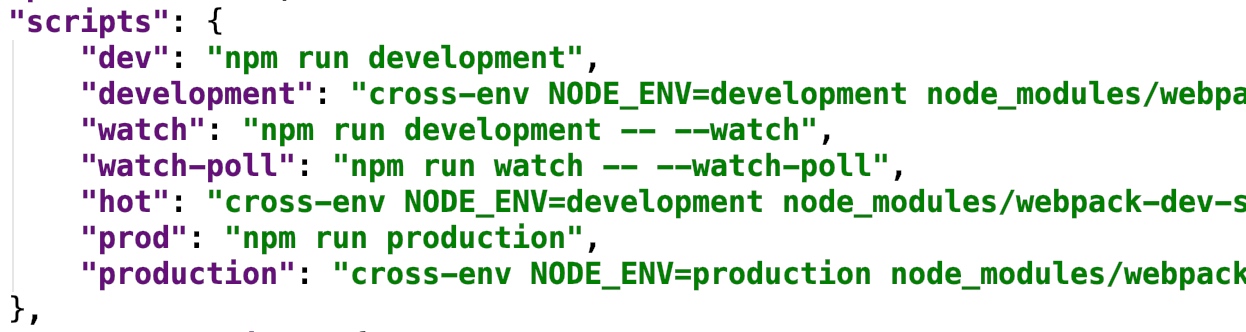 "scripts": {
"dev": "npm run development",
"development": "cross-env NODE_ENV=development node_modules/webpa
"watch": "npm run development -- --watch",
"watch-poll": "npm run watch -- --watch-poll",
"hot": "cross-env NODE_ENV=development node_modules/webpack-dev-s
"prod": "npm run production",
"production": "cross-env NODE_ENV=production node_modules/webpack
},